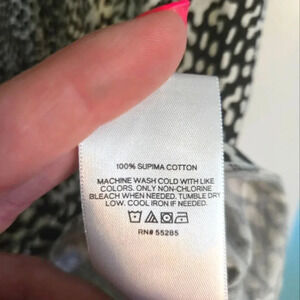 100% SUPIMA COTTON
MACHINE WASH COLD WITH LIKE
COLORS. ONLY NON-CHLORINE
BLEACH WHEN NEEDED. TUMBLE DRY
LOW. COOL IRON IF NEEDED.
RN# 55285